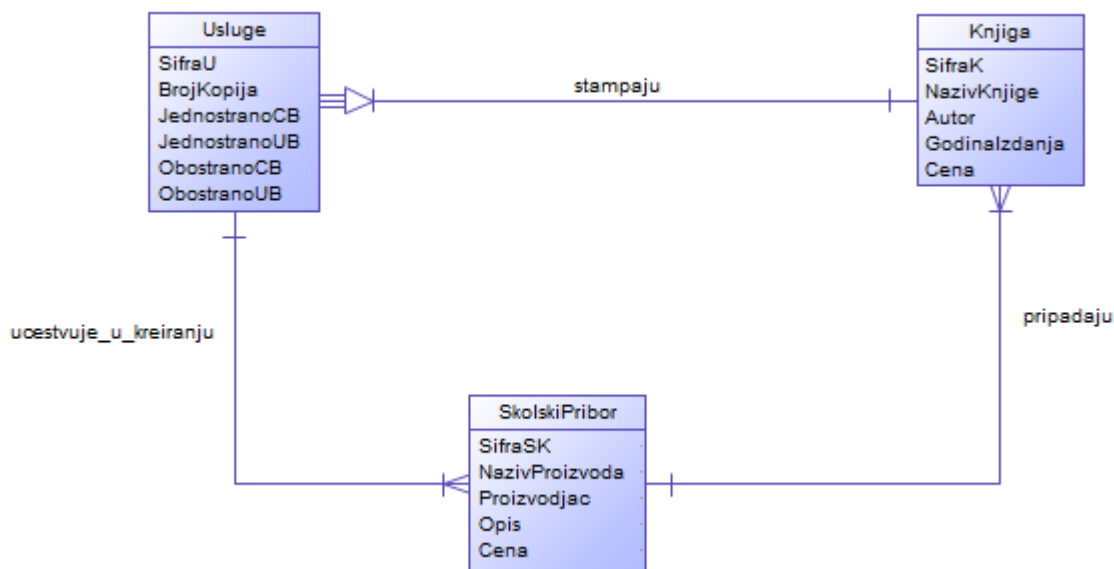 Usluge
SifraU
BrojKopija
JednostranoCB
JednostranoUB
ObostranoCB
ObostranoUB
stampaju
Knjiga
SifraK
NazivKnjige
Autor
GodinaIzdanja
Cena
ucestvuje_u_kreiranju
pripadaju
SkolskiPribor
SifraSK
NazivProizvoda
Proizvodjac
Opis
Cena